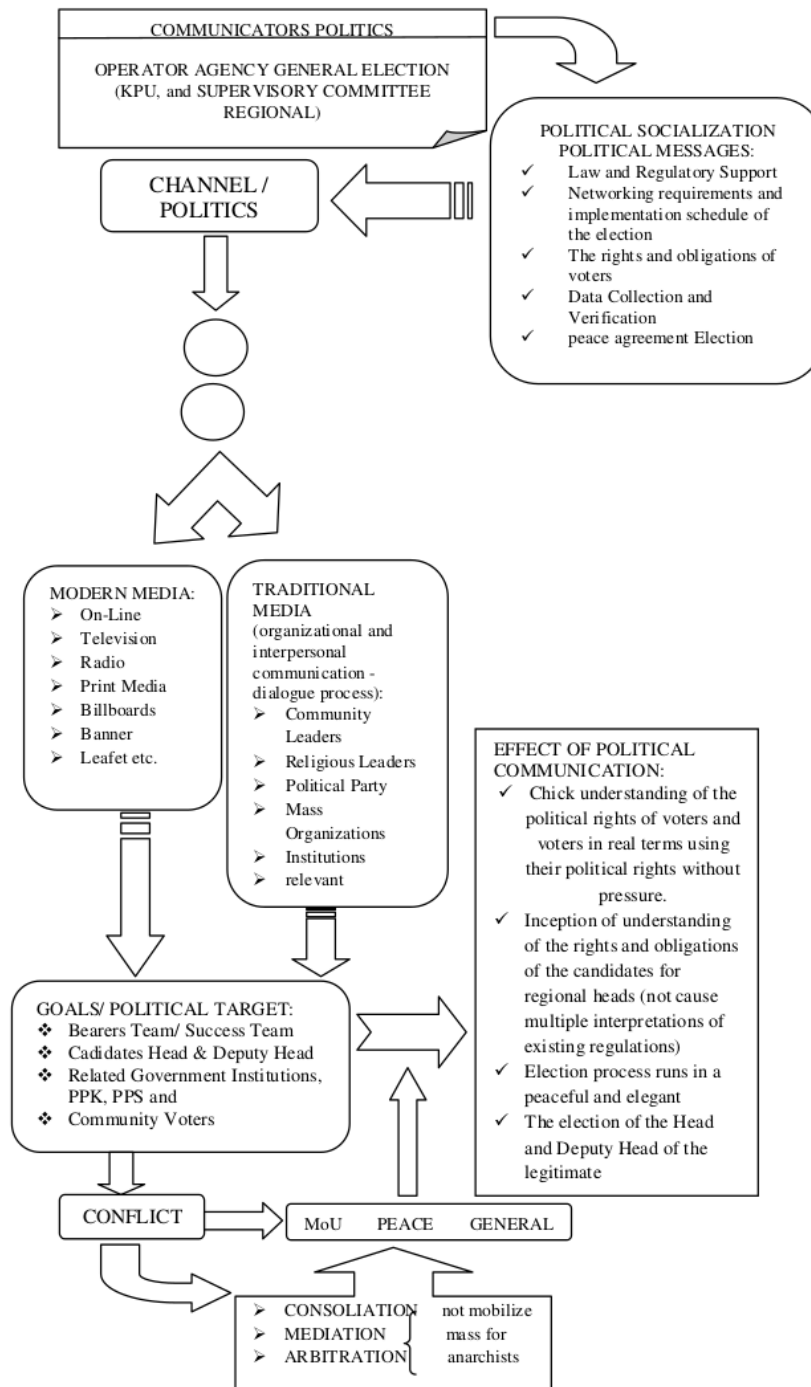 COMMUNICATORS POLITICS
OPERATOR AGENCY GENERAL ELECTION
(KPU, and SUPERVISORY COMMITTEE
REGIONAL)
POLITICAL SOCIALIZATION
POLITICAL MESSAGES:
✓ Law and Regulatory Support
✓ Networking requirements and
implementation schedule of
the election
✓ The rights and obligations of
voters
✓ Data Collection and
Verification
✓ peace agreement Election
CHANNEL /
POLITICS
MODERN MEDIA:
➢ On-Line
➢ Television
➢ Radio
➢ Print Media
➢ Billboards
➢ Banner
➢ Leafet etc.
TRADITIONAL
MEDIA
(organizational and
interpersonal
communication -
dialogue process):
➢ Community
Leaders
➢ Religious Leaders
➢ Political Party
➢ Mass
Organizations
➢ Institutions
➢ relevant
EFFECT OF POLITICAL
COMMUNICATION:
✓ Chick understanding of the
political rights of voters and
voters in real terms using
their political rights without
pressure.
✓ Inception of understanding
of the rights and obligations
of the candidates for
regional heads (not cause
multiple interpretations of
existing regulations)
✓ Election process runs in a
peaceful and elegant
✓ The election of the Head
and Deputy Head of the
legitimate
GOALS/ POLITICAL TARGET:
❖ Bearers Team/ Success Team
❖ Cadidates Head & Deputy Head
❖ Related Government Institutions,
PPK, PPS and
❖ Community Voters
CONFLICT
MoU PEACE GENERAL
➢ CONSOLIATION
➢ MEDIATION
➢ ARBITRATION
not mobilize
mass for
anarchists